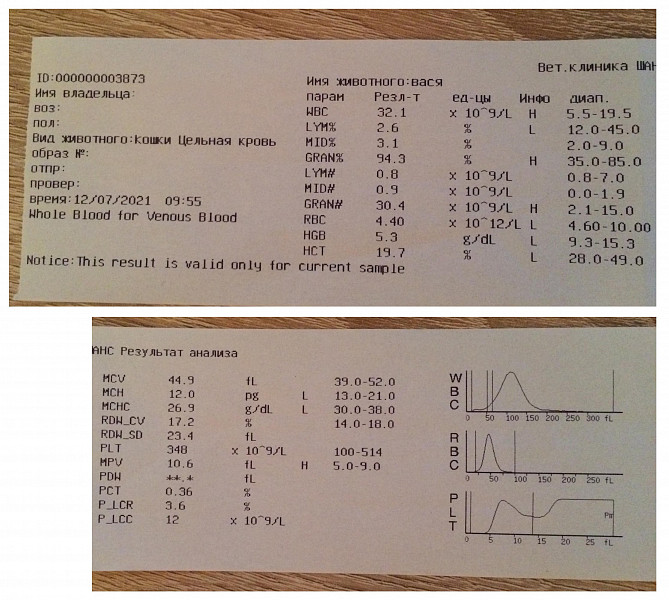 Вет.клиника ШАН
ID:000000003873
Имя владельца:
воз:
пол:
Вид животного:кошки Цельная кровь
образ №:
отпр:
провер:
время:12/07/2021 09:55
Whole Blood for Venous Blood
Имя животного:вася
парам Резл-т ед-цы Инфо диап.
WBC 32.1 x 10^9/L H 5.5-19.5
LYM% 2.6 % L 12.0-45.0
MID% 3.1 % 2.0-9.0
GRAN% 94.3 % H 35.0-85.0
LYM# 0.8 x 10^9/L 0.8-7.0
MID# 0.9 x 10^9/L 0.0-1.9
GRAN# 30.4 x 10^9/L H 2.1-15.0
RBC 4.40 x 10^12/L L 4.60-10.00
HGB 5.3 g/dL L 9.3-15.3
HCT 19.7 % L 28.0-49.0
Notice:This result is valid only for current sample
АНС Результат анализа
MCV 44.9 fL 39.0-52.0
MCH 12.0 pg L 13.0-21.0
MCHC 26.9 g/dL L 30.0-38.0
RDW_CV 17.2 % 14.0-18.0
RDW_SD 23.4 fL
PLT 348 x 10^9/L 100-514
MPV 10.6 fL H 5.0-9.0
PDW **.* fL
PCT 0.36 %
P_LCR 3.6 %
P_LCC 12 x 10^9/L
WBC
0 50 100 150 200 250 300 fL
RBC
0 50 100 150 200 250 fL
PLT
0 5 10 15 20 25 fL